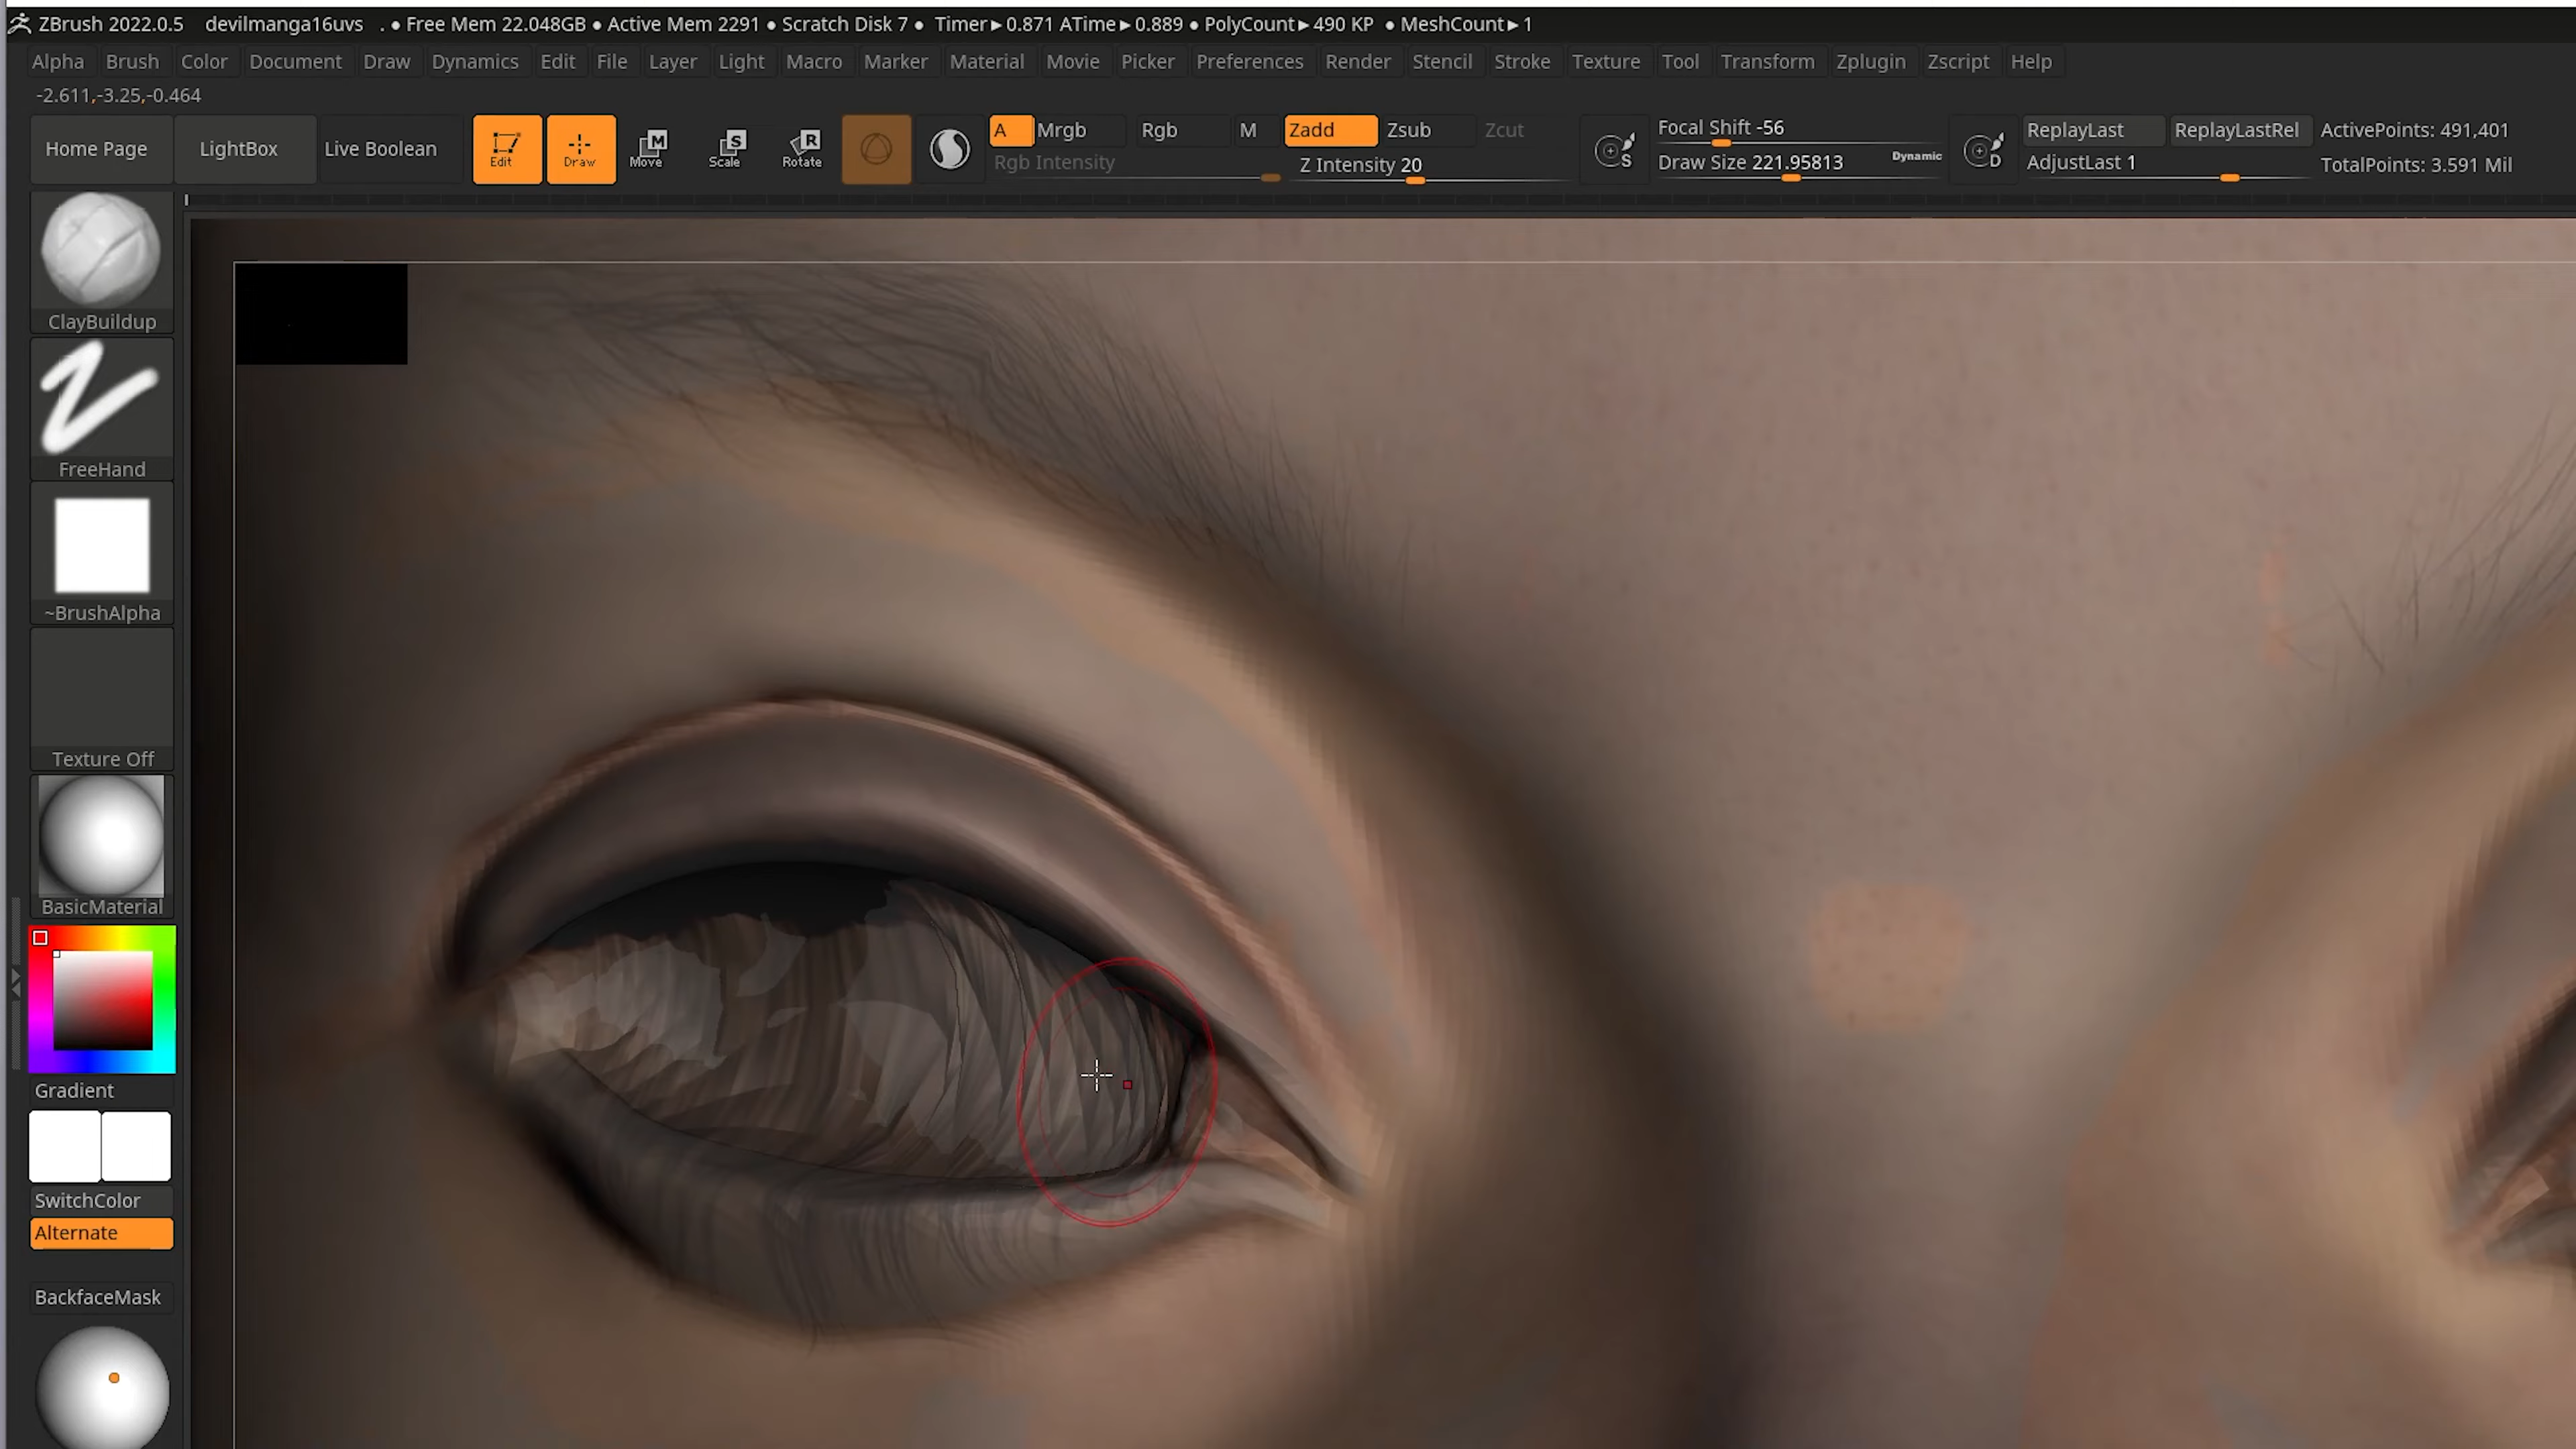 ZBrush 2022.0.5 devilmanga16uvs . • Free Mem 22.048GB • Active Mem 2291 • Scratch Disk 7 • Timer▸0.871 ATime▸0.889 • PolyCount▸490 KP • MeshCount▸1
Alpha Brush Color Document Draw Dynamics Edit File Layer Light Macro Marker Material Movie Picker Preferences Render Stencil Stroke Texture Tool Transform Zplugin Zscript Help
-2.611,-3.25,-0.464
Home Page LightBox Live Boolean Edit Draw M Move S Scale R Rotate A Mrgb Rgb M Zadd Zsub Zcut S Focal Shift -56 D ReplayLast ReplayLastRel ActivePoints: 491,401
Rgb Intensity Z Intensity 20 Draw Size 221.95813 Dynamic AdjustLast 1 TotalPoints: 3.591 Mil
ClayBuildup
FreeHand
~BrushAlpha
Texture Off
BasicMaterial
Gradient
SwitchColor
Alternate
BackfaceMask